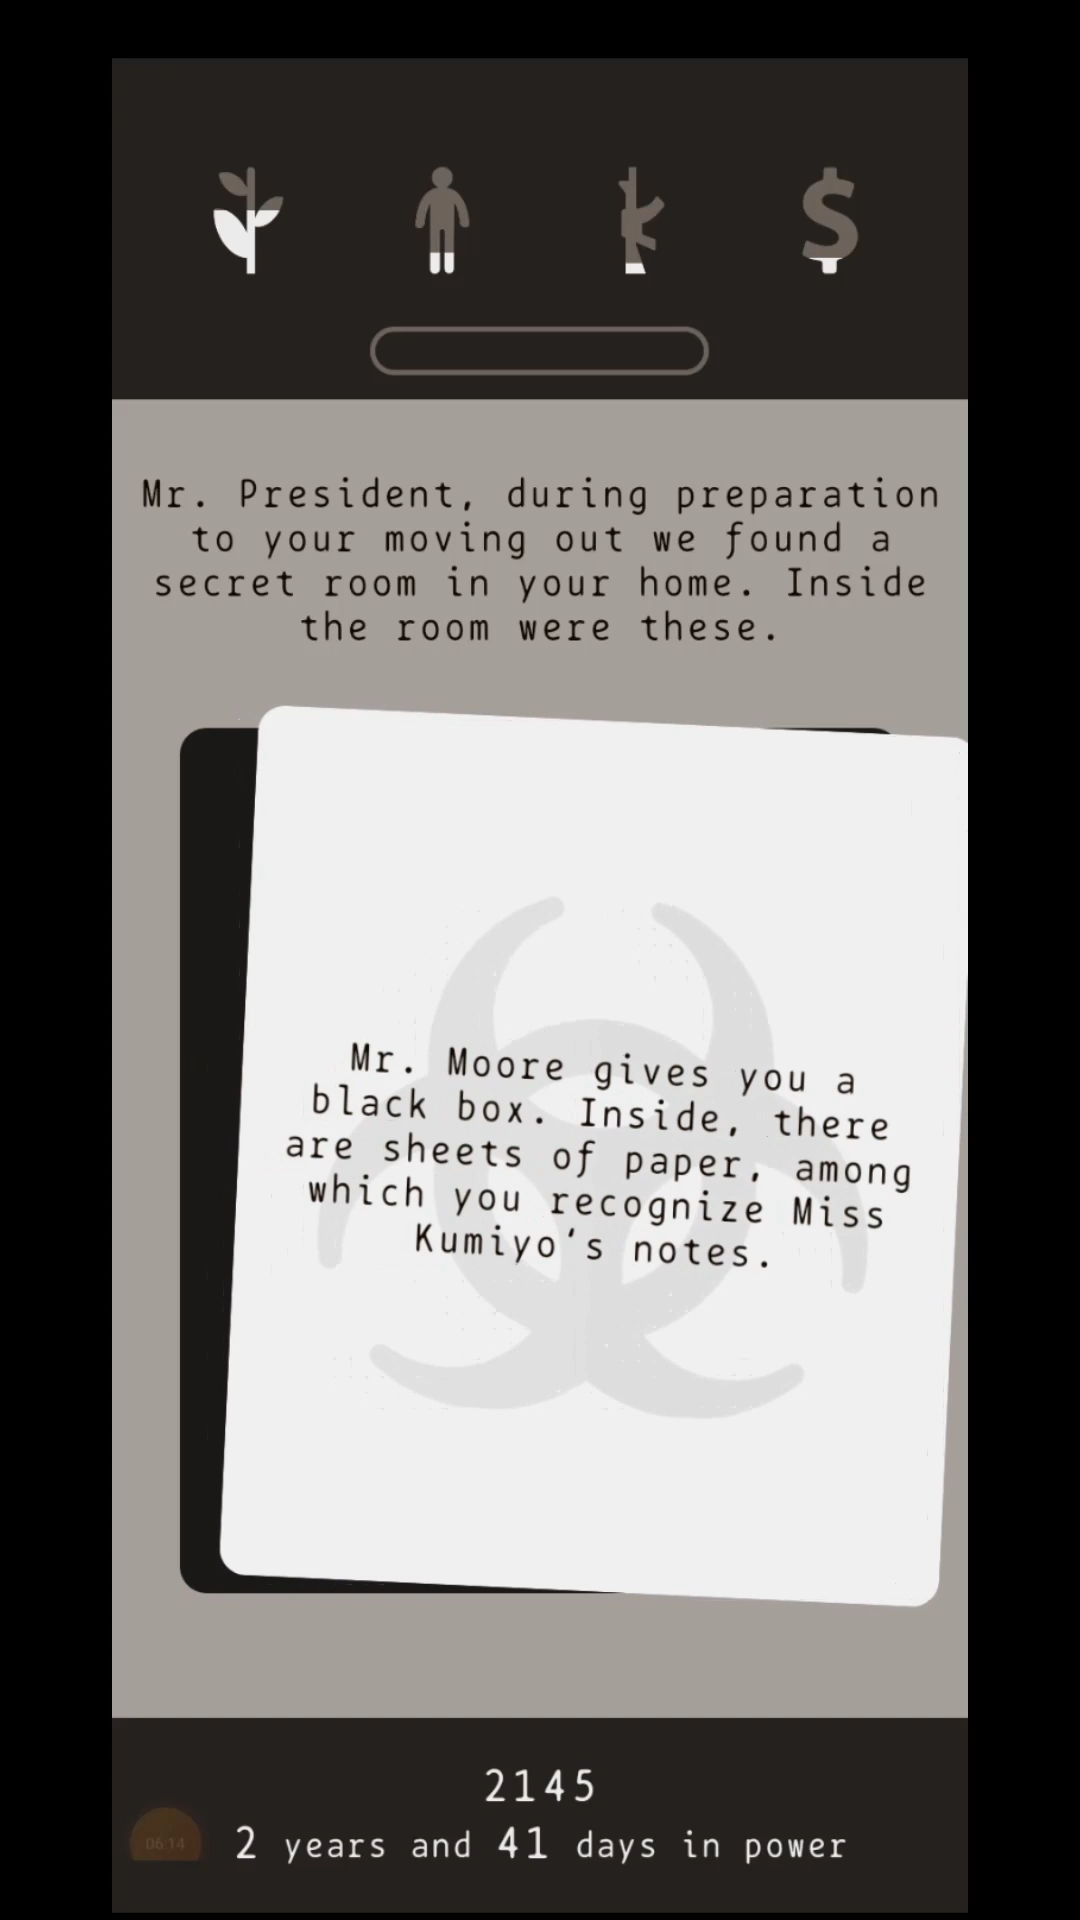 Mr. President, during preparation
to your moving out we found a
secret room in your home. Inside
the room were these.
Mr. Moore gives you a
black box. Inside, there
are sheets of paper, among
which you recognize Miss
Kumiyo's notes.
2145
06:14
2 years and 41 days in power